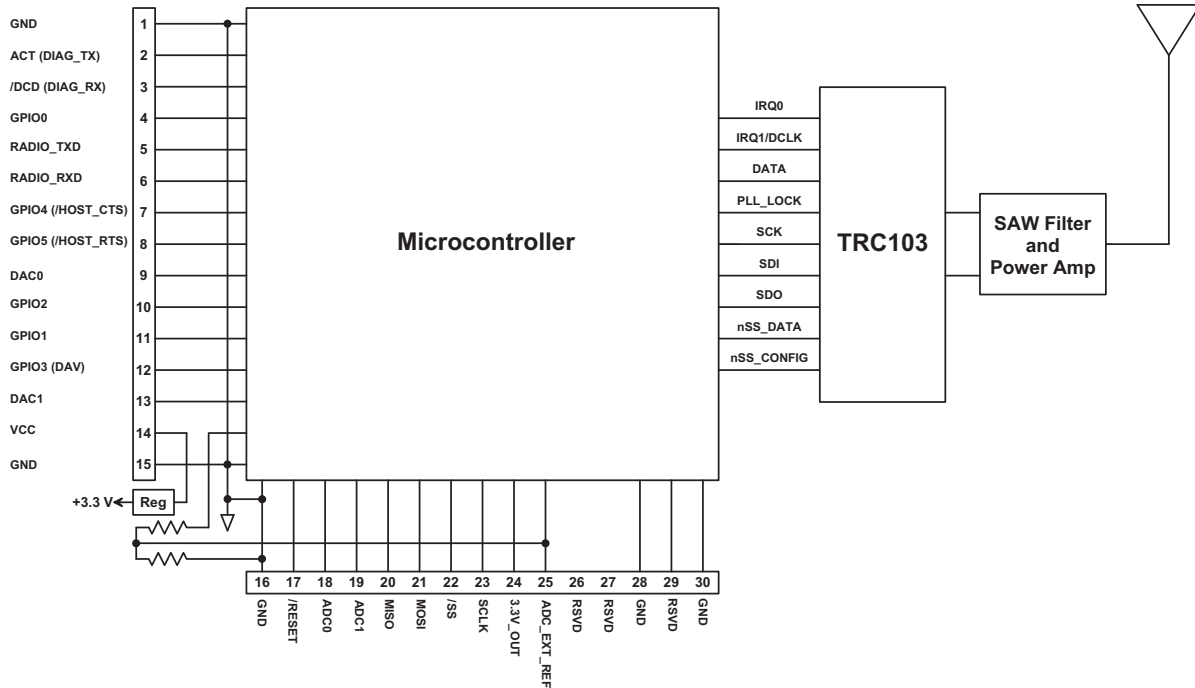 GND 1
ACT (DIAG_TX) 2
/DCD (DIAG_RX) 3
GPIO0 4
RADIO_TXD 5
RADIO_RXD 6
GPIO4 (/HOST_CTS) 7
GPIO5 (/HOST_RTS) 8
DAC0 9
GPIO2 10
GPIO1 11
GPIO3 (DAV) 12
DAC1 13
VCC 14
GND 15
+3.3 V
Reg
Microcontroller
IRQ0
IRQ1/DCLK
DATA
PLL_LOCK
SCK
SDI
SDO
nSS_DATA
nSS_CONFIG
TRC103
SAW Filter
and
Power Amp
16 17 18 19 20 21 22 23 24 25 26 27 28 29 30
GND
/RESET
ADC0
ADC1
MISO
MOSI
/SS
SCLK
3.3V_OUT
ADC_EXT_REF
RSVD
RSVD
GND
RSVD
GND